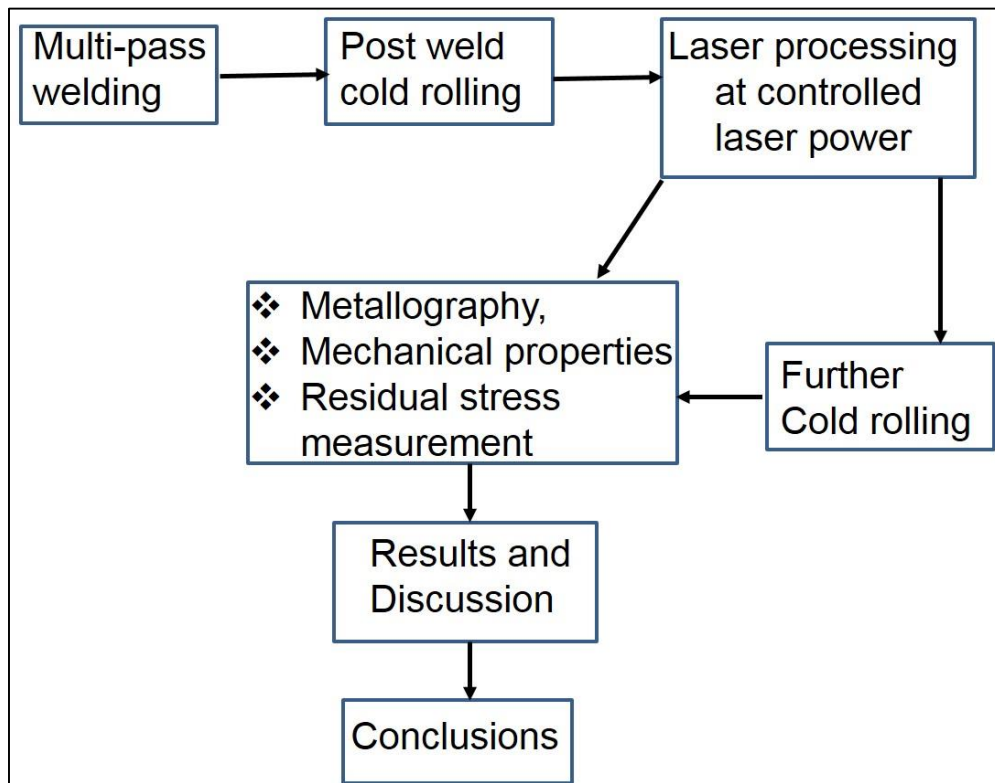 Multi-pass
welding
Post weld
cold rolling
Laser processing
at controlled
laser power
❖ Metallography,
❖ Mechanical properties
❖ Residual stress
measurement
Further
Cold rolling
Results and
Discussion
Conclusions